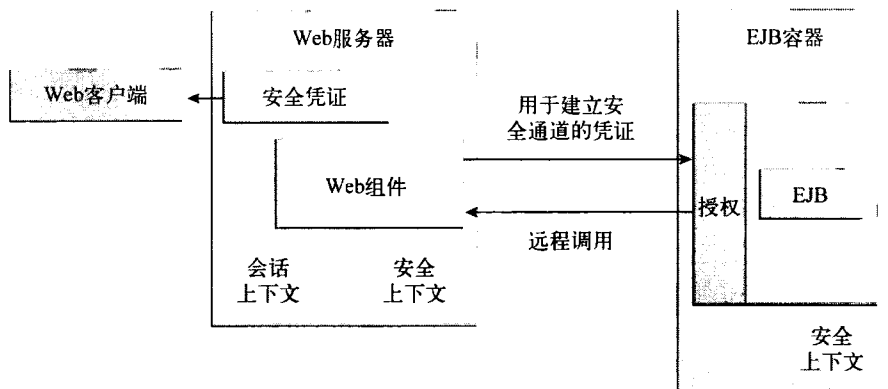 Web服务器
EJB容器
Web客户端
安全凭证
用于建立安
全通道的凭证
Web组件
授权
EJB
远程调用
会话
上下文
安全
上下文
安全
上下文